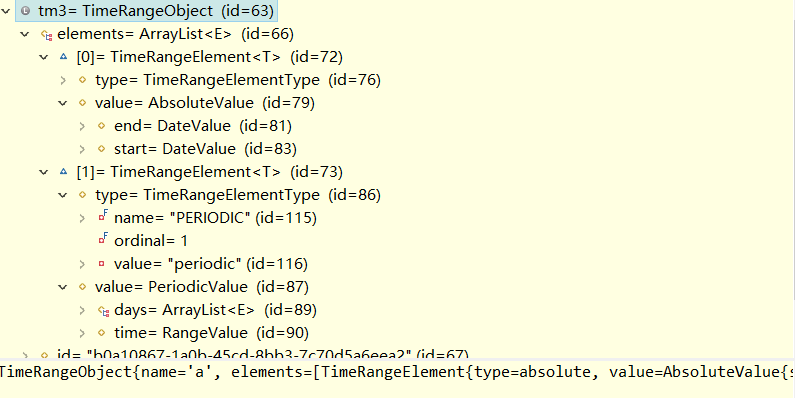 tm3= TimeRangeObject (id=63)
elements= ArrayList<E> (id=66)
[0]= TimeRangeElement<T> (id=72)
type= TimeRangeElementType (id=76)
value= AbsoluteValue (id=79)
end= DateValue (id=81)
start= DateValue (id=83)
[1]= TimeRangeElement<T> (id=73)
type= TimeRangeElementType (id=86)
name= "PERIODIC" (id=115)
ordinal= 1
value= "periodic" (id=116)
value= PeriodicValue (id=87)
days= ArrayList<E> (id=89)
time= RangeValue (id=90)
id= "b0a10867-1a0b-45cd-8bb3-7c70d5a6eea2" (id=67)
TimeRangeObject{name='a', elements=[TimeRangeElement{type=absolute, value=AbsoluteValue{s